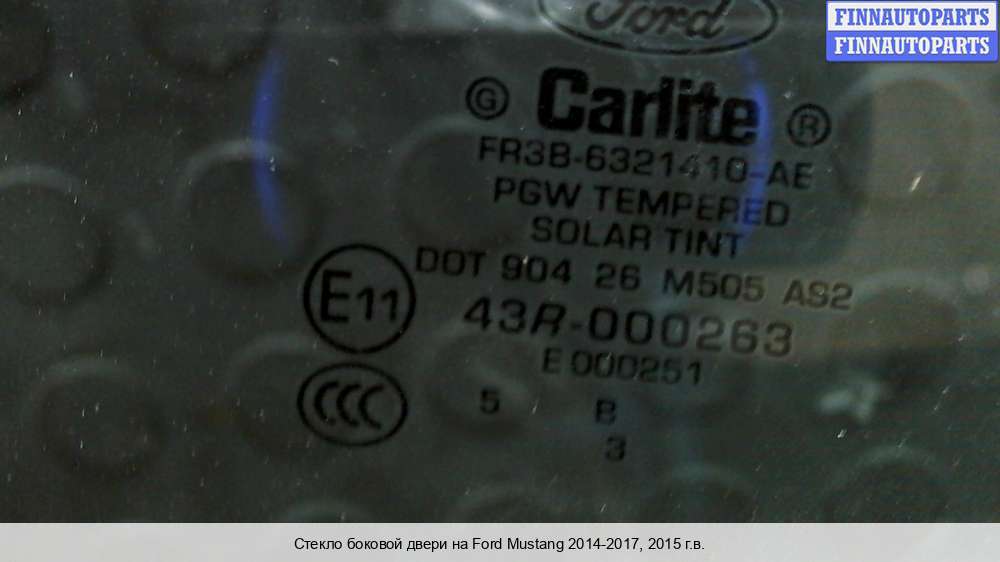 FINNAUTOPARTS
FINNAUTOPARTS
Ford
G Carlite ®
FR3B-6321410-AE
PGW TEMPERED
SOLAR TINT
DOT 904 26 M505 AS2
E11 43R-000263
E 000251
CCC 5 B
3
Стекло боковой двери на Ford Mustang 2014-2017, 2015 г.в.